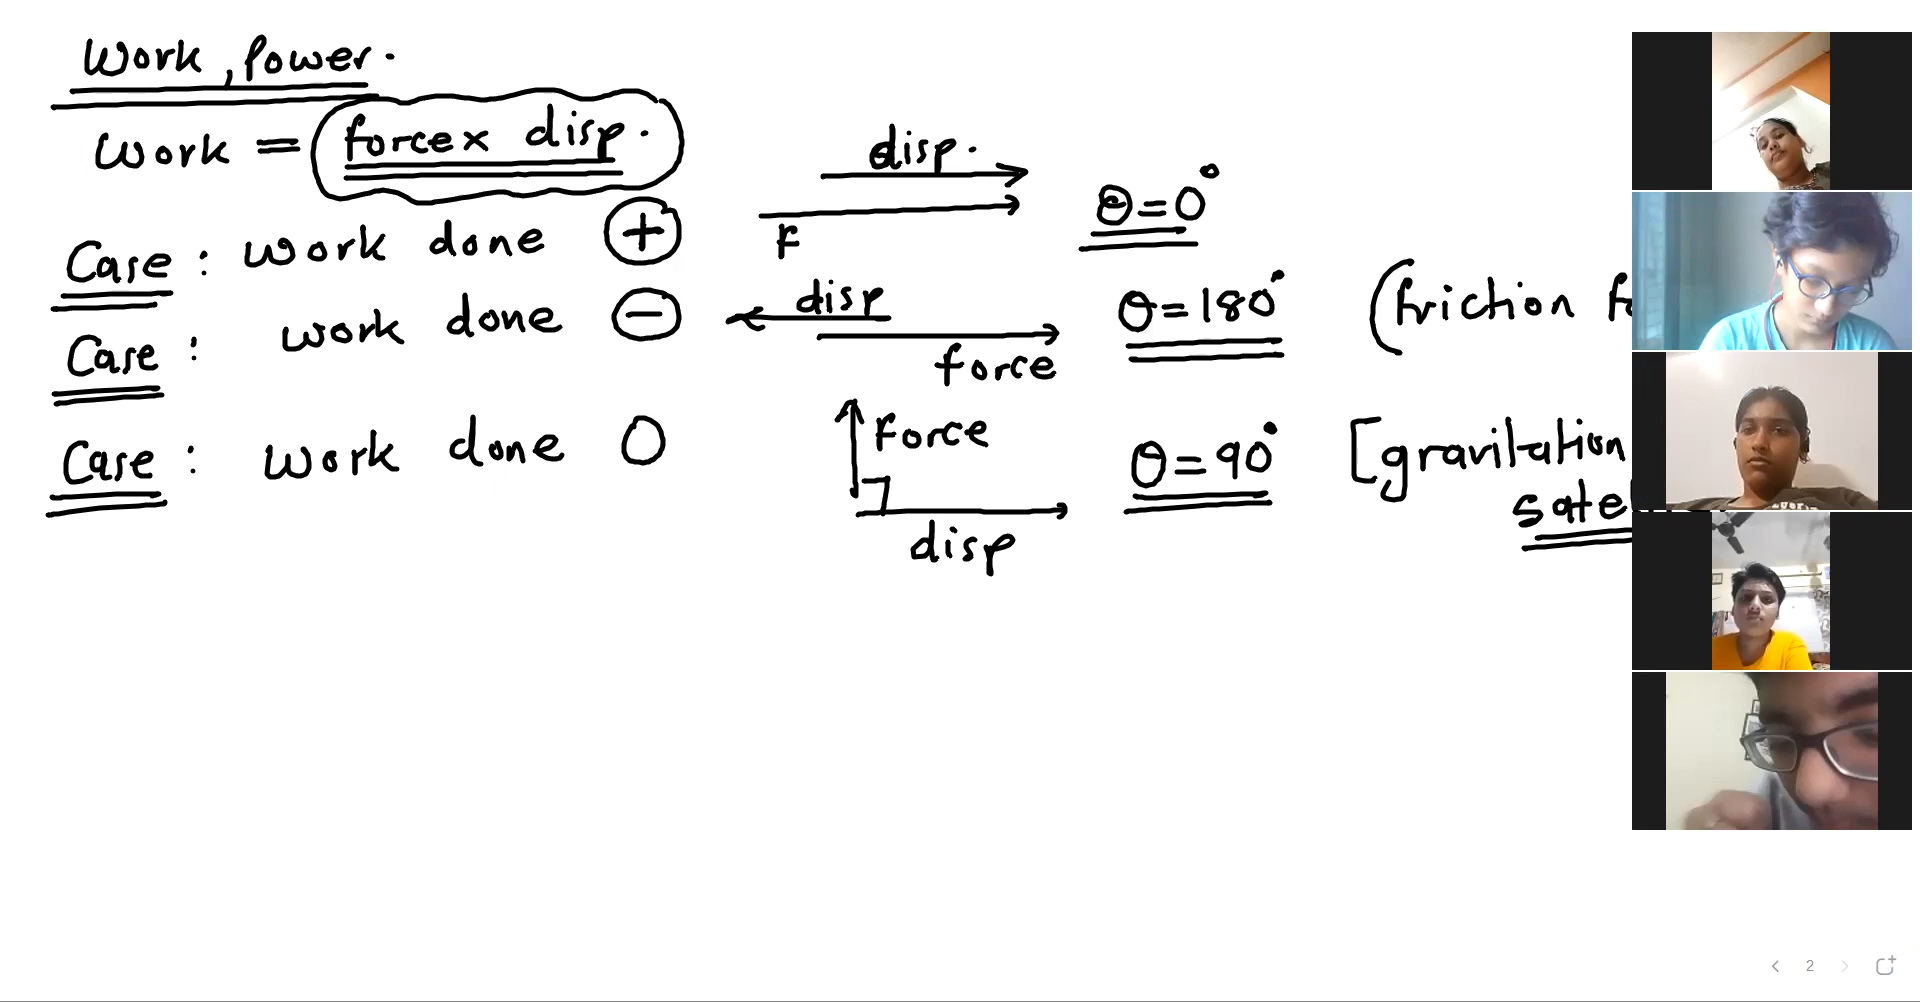 Work, Power.
Work = force x disp.
disp.
F
θ=0°
Case: work done +
disp
force
θ=180°
(friction
Case: work done -
Force
disp
θ=90°
[gravitation
Case: work done 0
2